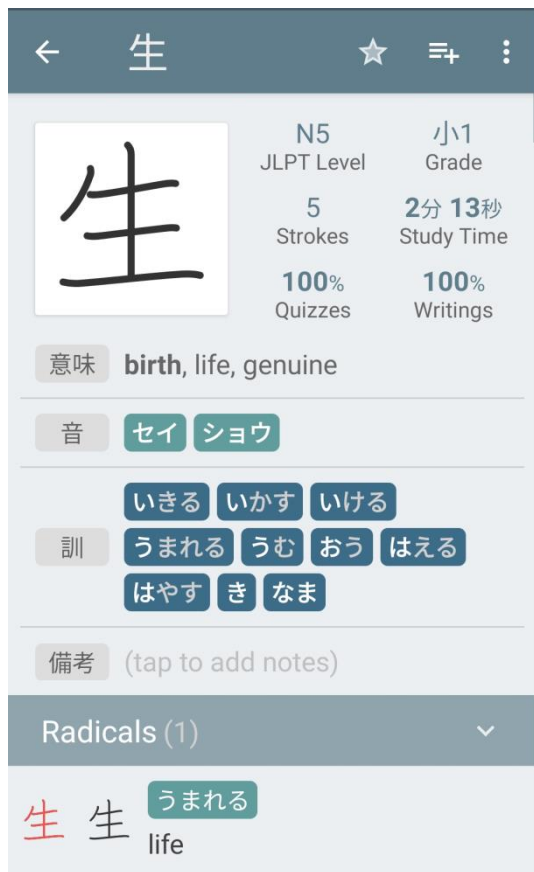 生
生
N5
JLPT Level
小1
Grade
5
Strokes
2分 13秒
Study Time
100%
Quizzes
100%
Writings
意味 birth, life, genuine
音 セイ ショウ
訓 いきる いかす いける
うまれる うむ おう はえる
はやす き なま
備考 (tap to add notes)
Radicals (1)
生 生 うまれる
life